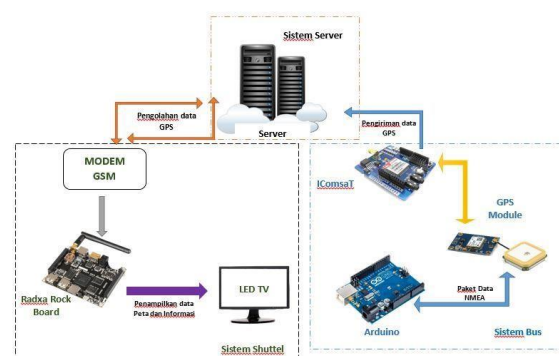 Sistem Server
Server
Pengolahan data
GPS
Pengiriman data
GPS
MODEM
GSM
IComsaT
GPS
Module
Radxa Rock
Board
Penampilkan data
Peta dan Informasi
LED TV
Sistem Shuttel
Arduino
Paket Data
NMEA
Sistem Bus